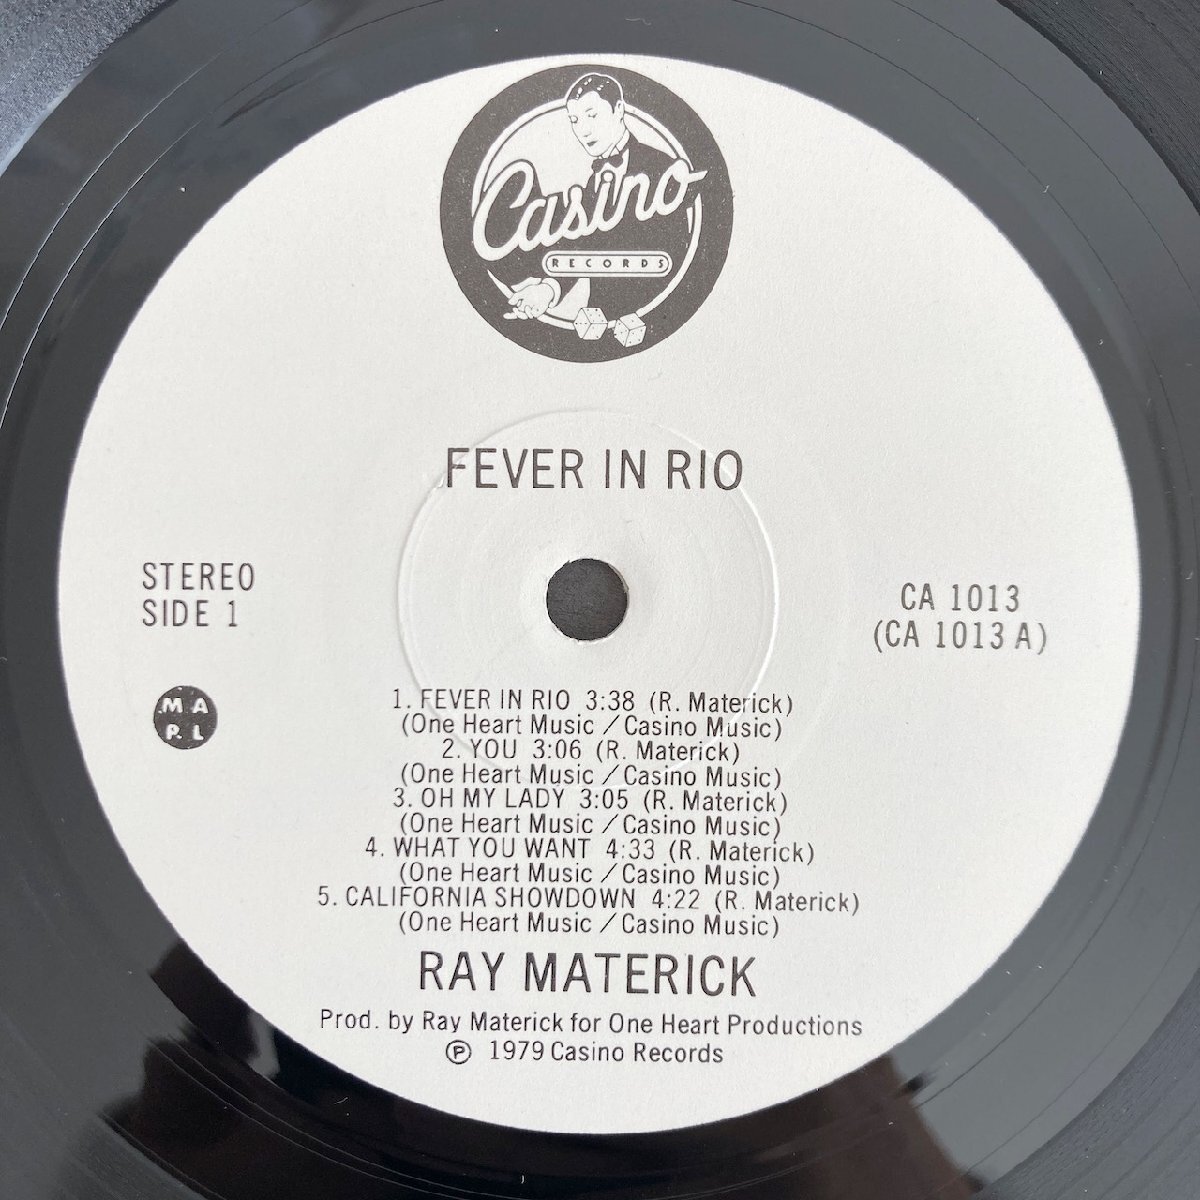 Casino
RECORDS
FEVER IN RIO
STEREO
SIDE 1
CA 1013
(CA 1013 A)
M A
P. L
1. FEVER IN RIO 3:38 (R. Materick)
(One Heart Music / Casino Music)
2. YOU 3:06 (R. Materick)
(One Heart Music / Casino Music)
3. OH MY LADY 3:05 (R. Materick)
(One Heart Music / Casino Music)
4. WHAT YOU WANT 4:33 (R. Materick)
(One Heart Music / Casino Music)
5. CALIFORNIA SHOWDOWN 4:22 (R. Materick)
(One Heart Music / Casino Music)
RAY MATERICK
Prod. by Ray Materick for One Heart Productions
℗ 1979 Casino Records